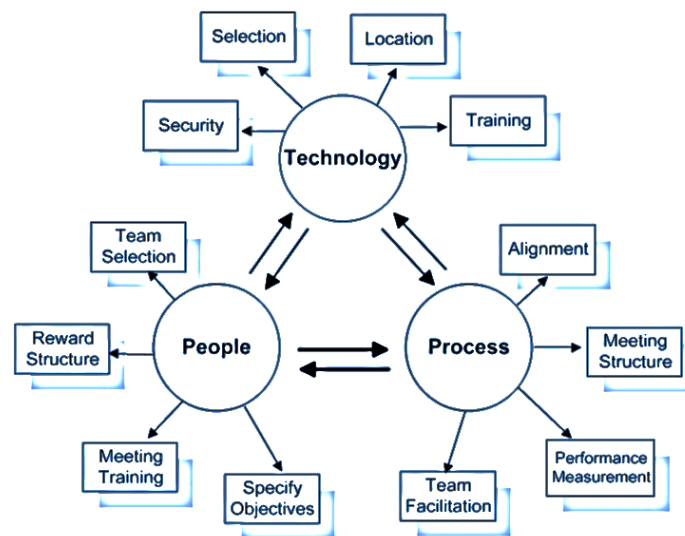 Selection
Location
Security
Training
Technology
Team
Selection
Alignment
Reward
Structure
People
Process
Meeting
Structure
Meeting
Training
Specify
Objectives
Team
Facilitation
Performance
Measurement